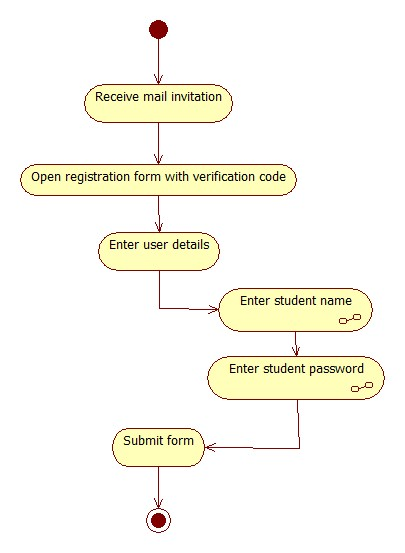 Receive mail invitation
Open registration form with verification code
Enter user details
Enter student name
Enter student password
Submit form